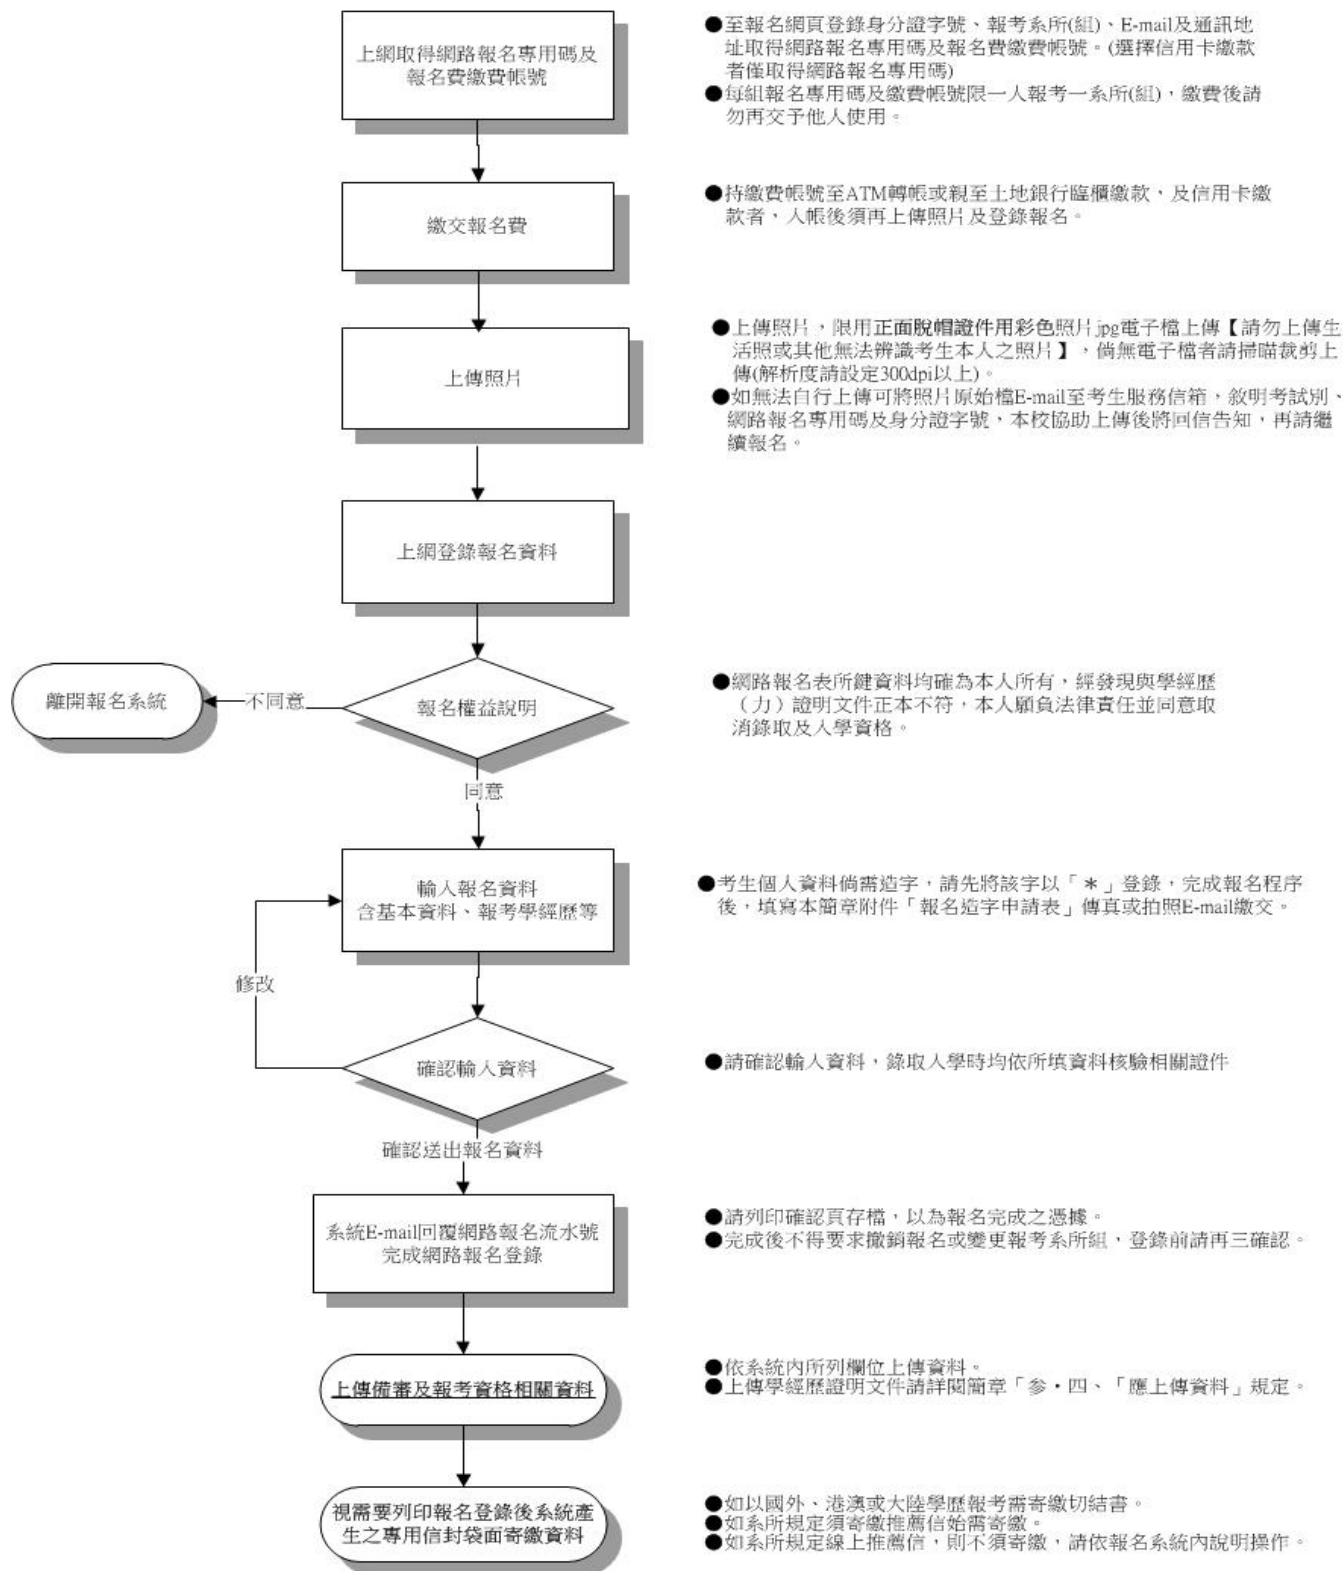 上網取得網路報名專用碼及
報名費繳費帳號
●至報名網頁登錄身分證字號、報考系所(組)、E-mail及通訊地
址取得網路報名專用碼及報名費繳費帳號。(選擇信用卡繳款
者僅取得網路報名專用碼)
●每組報名專用碼及繳費帳號限一人報考一系所(組)，繳費後請
勿再交予他人使用。
繳交報名費
●持繳費帳號至ATM轉帳或親至土地銀行臨櫃繳款、及信用卡繳
款者，入帳後須再上傳照片及登錄報名。
上傳照片
●上傳照片，限用正面脫帽證件用彩色照片jpg電子檔上傳【請勿上傳生
活照或其他無法辨識考生本人之照片】，倘無電子檔者請掃瞄裁剪上
傳(解析度請設定300dpi以上)。
●如無法自行上傳可將照片原始檔E-mail至考生服務信箱，敘明考試別、
網路報名專用碼及身分證字號，本校協助上傳後將回信告知，再請繼
續報名。
上網登錄報名資料
離開報名系統
不同意
報名權益說明
●網路報名表所鍵資料均確為本人所有，經發現與學經歷
（力）證明文件正本不符，本人願負法律責任並同意取
消錄取及入學資格。
同意
輸入報名資料
含基本資料、報考學經歷等
●考生個人資料倘需造字，請先將該字以「＊」登錄，完成報名程序
後，填寫本簡章附件「報名造字申請表」傳真或拍照E-mail繳交。
修改
確認輸入資料
●請確認輸入資料，錄取入學時均依所填資料核驗相關證件
確認送出報名資料
系統E-mail回覆網路報名流水號
完成網路報名登錄
●請列印確認頁存檔，以為報名完成之憑據。
●完成後不得要求撤銷報名或變更報考系所組，登錄前請再三確認。
上傳備審及報考資格相關資料
●依系統內所列欄位上傳資料。
●上傳學經歷證明文件請詳閱簡章「參‧四、「應上傳資料」規定。
視需要列印報名登錄後系統產
生之專用信封袋面寄繳資料
●如以國外、港澳或大陸學歷報考需寄繳切結書。
●如系所規定須寄繳推薦信始需寄繳。
●如系所規定線上推薦信，則不須寄繳，請依報名系統內說明操作。